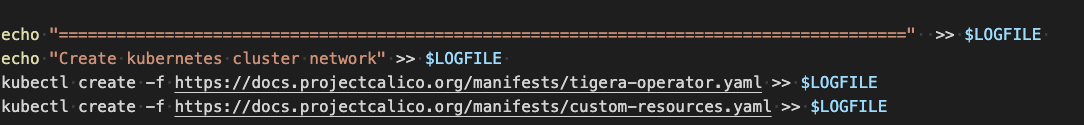 echo "========================================================================================"  >> $LOGFILE
echo "Create kubernetes cluster network" >> $LOGFILE
kubectl create -f https://docs.projectcalico.org/manifests/tigera-operator.yaml >> $LOGFILE
kubectl create -f https://docs.projectcalico.org/manifests/custom-resources.yaml >> $LOGFILE